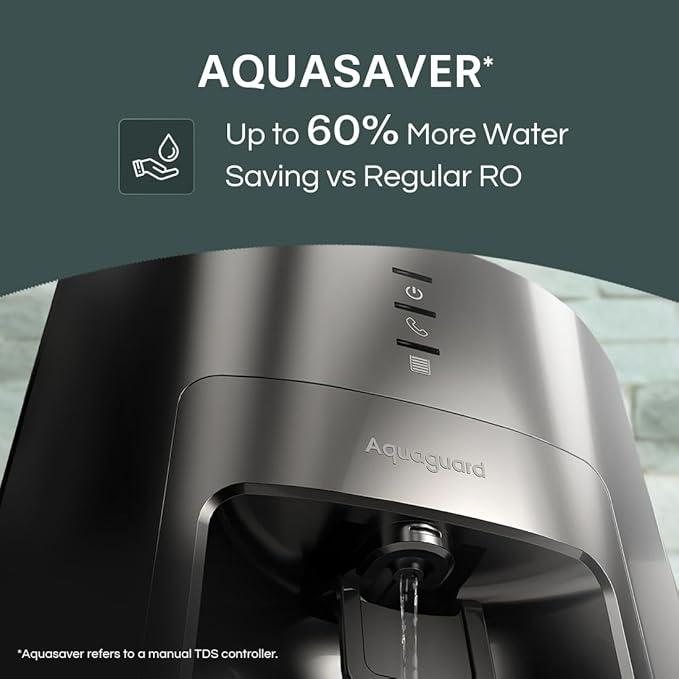 AQUASAVER*
Up to 60% More Water
Saving vs Regular RO
Aquaguard
*Aquasaver refers to a manual TDS controller.